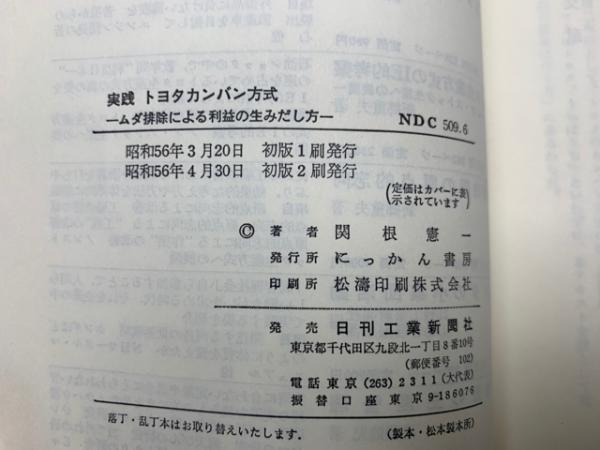 実践 トヨタカンバン方式
―ムダ排除による利益の生みだし方―
NDC 509.6
昭和56年3月20日 初版1刷発行
昭和56年4月30日 初版2刷発行
(定価はカバーに表示されています)
© 著者 関根憲一
発行所 にっかん書房
印刷所 松濤印刷株式会社
発売 日刊工業新聞社
東京都千代田区九段北一丁目8番10号
(郵便番号 102)
電話 東京 (263) 2311 (大代表)
振替口座 東京 9-186076
落丁・乱丁本はお取り替えいたします。
(製本・松本製本所)